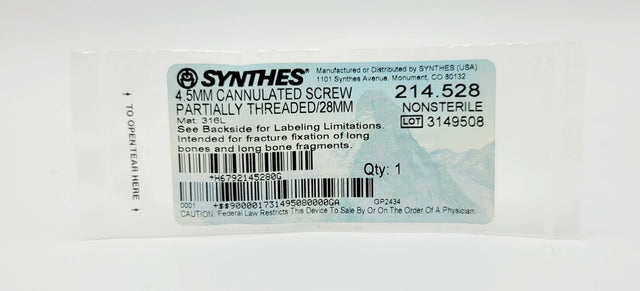 SYNTHES®
Manufactured or Distributed by SYNTHES (USA)
1101 Synthes Avenue, Monument, CO 80132
4.5MM CANNULATED SCREW
PARTIALLY THREADED/28MM
214.528
NONSTERILE
LOT 3149508
Mat: 316L
See Backside for Labeling Limitations.
Intended for fracture fixation of long
bones and long bone fragments.
Qty: 1
+H6792145280G
0001
+$$900001731495080000GA
GP2434
CAUTION: Federal Law Restricts This Device To Sale By Or On The Order Of A Physician.
TO OPEN TEAR HERE